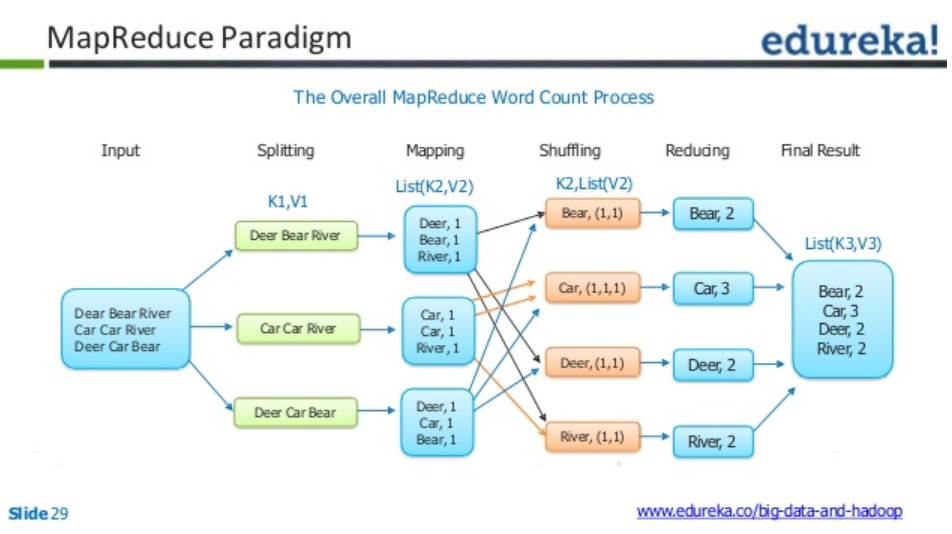 MapReduce Paradigm
edureka!
The Overall MapReduce Word Count Process
Input
Splitting
Mapping
Shuffling
Reducing
Final Result
K1,V1
List(K2,V2)
K2,List(V2)
List(K3,V3)
Dear Bear River
Car Car River
Deer Car Bear
Deer Bear River
Car Car River
Deer Car Bear
Deer, 1
Bear, 1
River, 1
Car, 1
Car, 1
River, 1
Deer, 1
Car, 1
Bear, 1
Bear, (1,1)
Car, (1,1,1)
Deer, (1,1)
River, (1,1)
Bear, 2
Car, 3
Deer, 2
River, 2
Bear, 2
Car, 3
Deer, 2
River, 2
Slide 29
www.edureka.co/big-data-and-hadoop